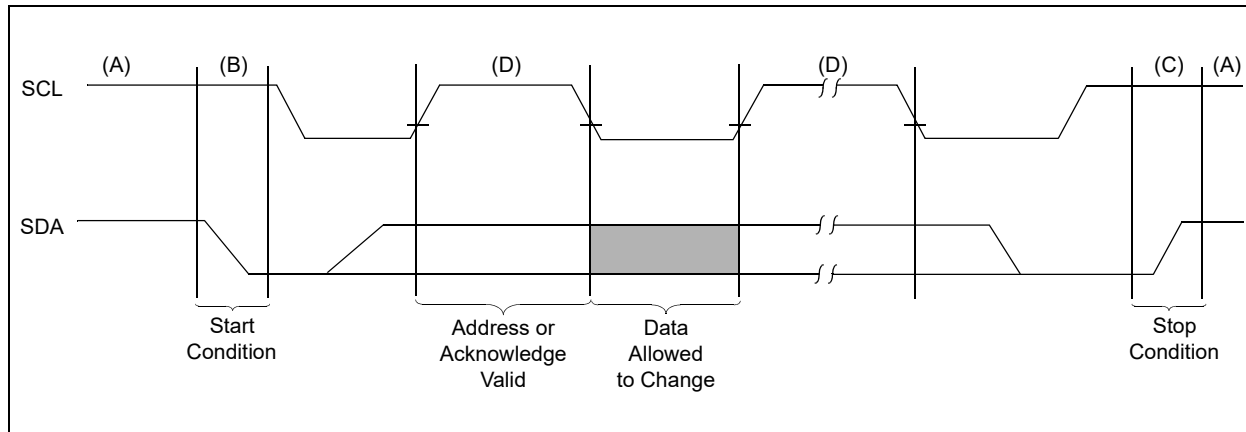 (A) (B) (D) (D) (C) (A)
SCL
SDA
Start
Condition
Address or
Acknowledge
Valid
Data
Allowed
to Change
Stop
Condition